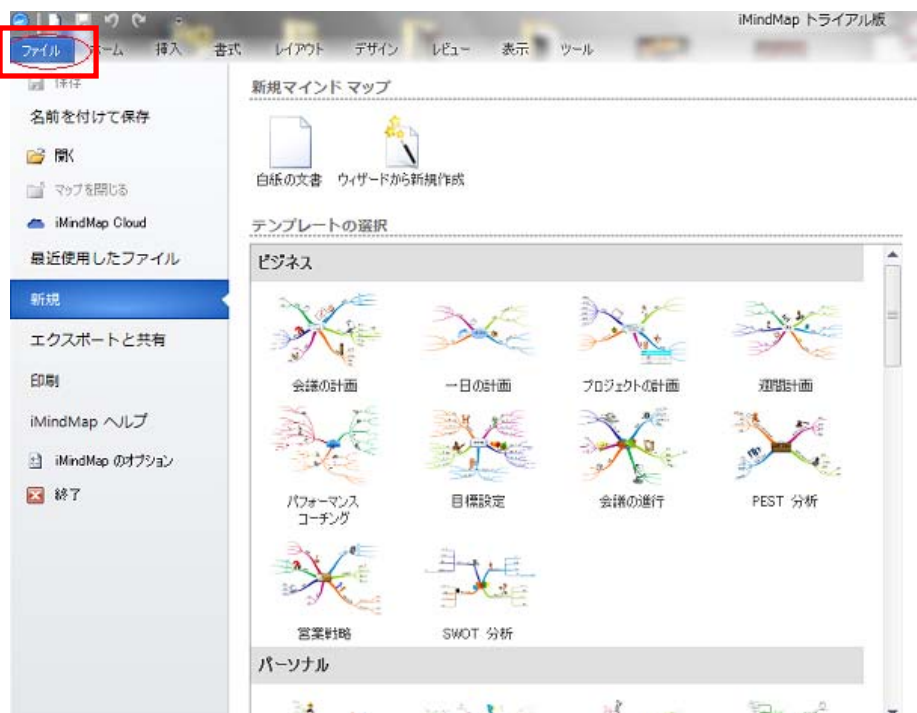 iMindMap トライアル版
ファイル ホーム 挿入 書式 レイアウト デザイン レビュー 表示 ツール
保存
名前を付けて保存
開く
マップを閉じる
iMindMap Cloud
最近使用したファイル
新規
エクスポートと共有
印刷
iMindMap ヘルプ
iMindMap のオプション
終了
新規マインド マップ
白紙の文書 ウィザードから新規作成
テンプレートの選択
ビジネス
会議の計画 一日の計画 プロジェクトの計画 週間計画
パフォーマンス
コーチング
目標設定 会議の進行 PEST 分析
営業戦略 SWOT 分析
パーソナル